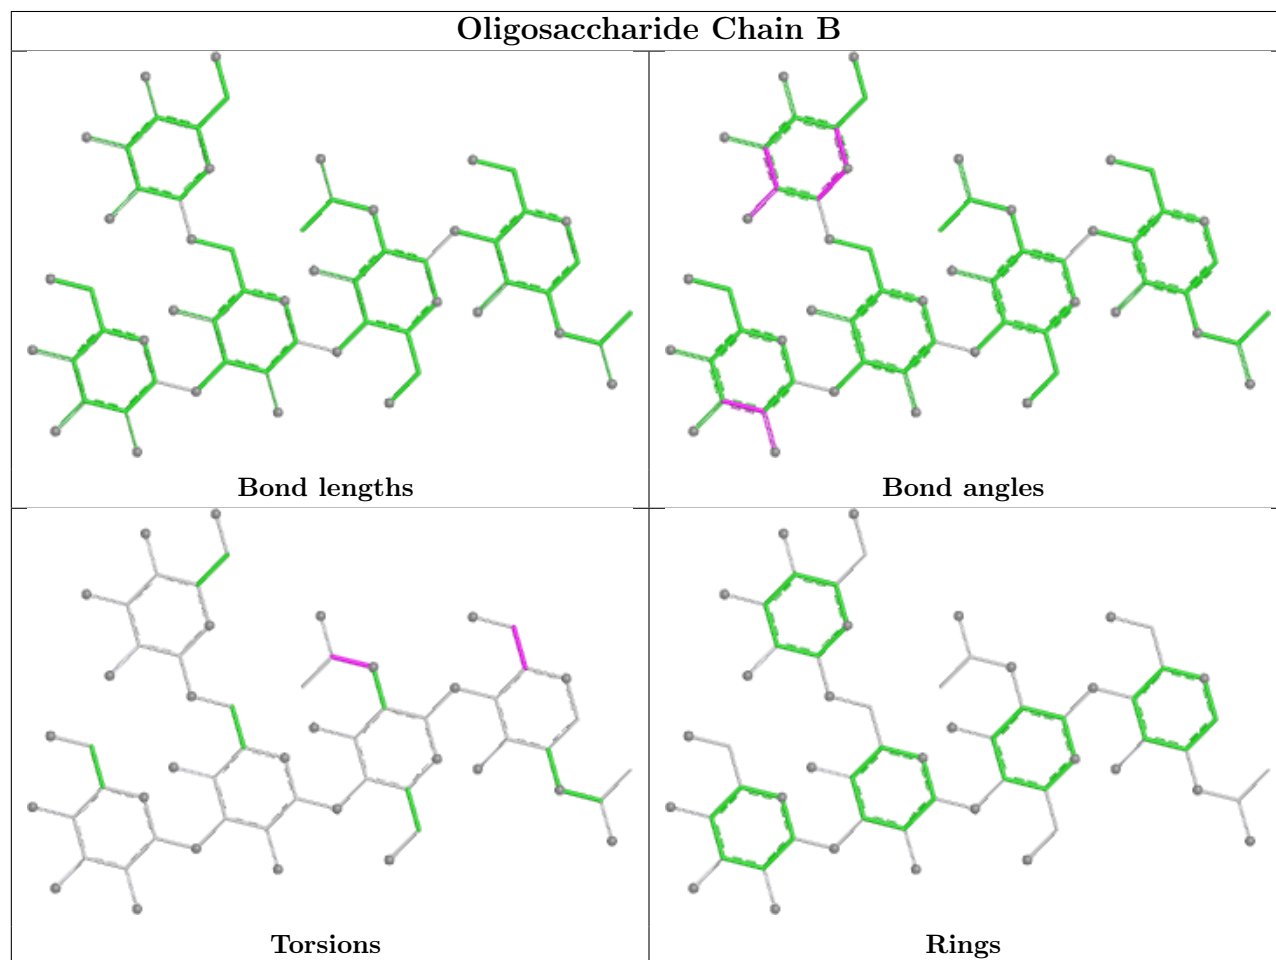 Oligosaccharide Chain B
Bond lengths
Bond angles
Torsions
Rings